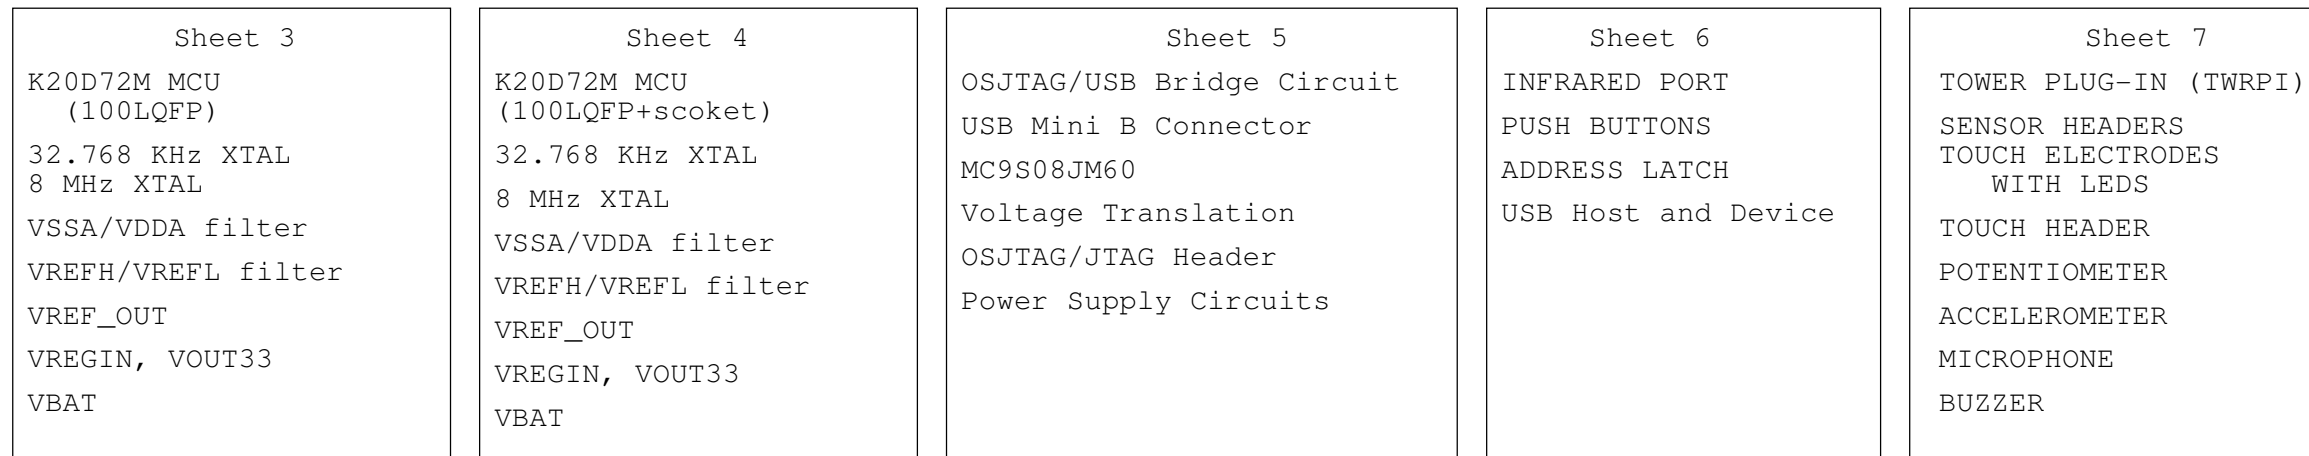 Sheet 3
K20D72M MCU
(100LQFP)
32.768 KHz XTAL
8 MHz XTAL
VSSA/VDDA filter
VREFH/VREFL filter
VREF_OUT
VREGIN, VOUT33
VBAT
Sheet 4
K20D72M MCU
(100LQFP+scoket)
32.768 KHz XTAL
8 MHz XTAL
VSSA/VDDA filter
VREFH/VREFL filter
VREF_OUT
VREGIN, VOUT33
VBAT
Sheet 5
OSJTAG/USB Bridge Circuit
USB Mini B Connector
MC9S08JM60
Voltage Translation
OSJTAG/JTAG Header
Power Supply Circuits
Sheet 6
INFRARED PORT
PUSH BUTTONS
ADDRESS LATCH
USB Host and Device
Sheet 7
TOWER PLUG-IN (TWRPI)
SENSOR HEADERS
TOUCH ELECTRODES
WITH LEDS
TOUCH HEADER
POTENTIOMETER
ACCELEROMETER
MICROPHONE
BUZZER